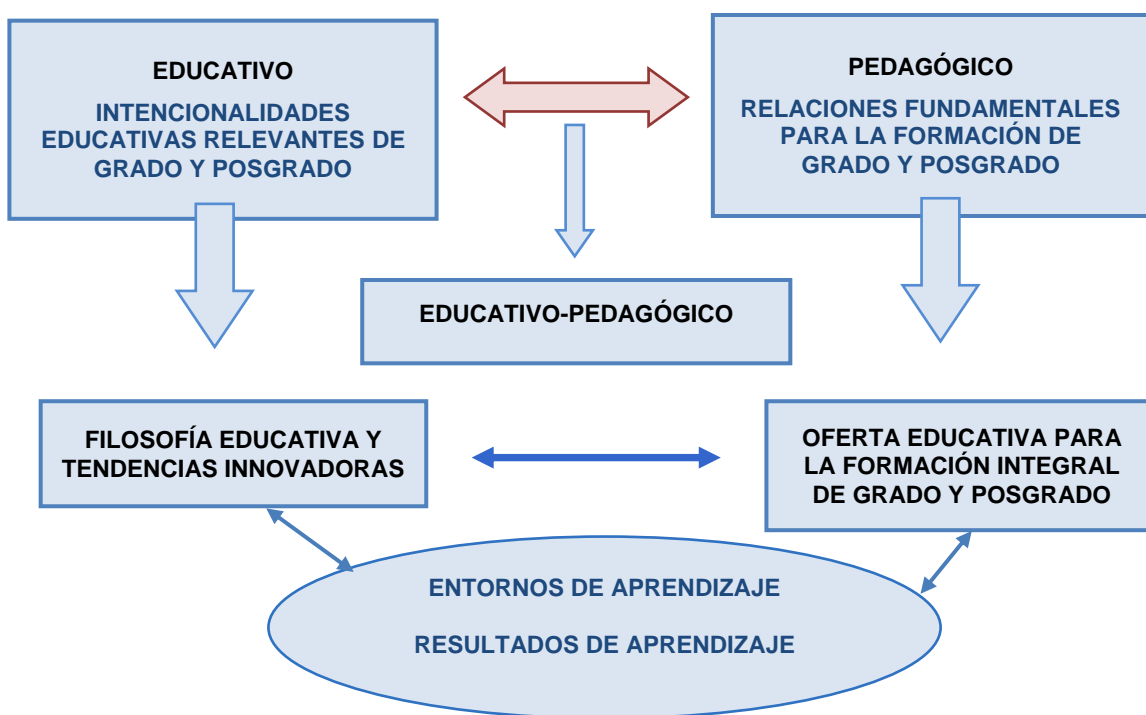 EDUCATIVO
INTENCIONALIDADES
EDUCATIVAS RELEVANTES DE
GRADO Y POSGRADO
PEDAGÓGICO
RELACIONES FUNDAMENTALES
PARA LA FORMACIÓN DE
GRADO Y POSGRADO
EDUCATIVO-PEDAGÓGICO
FILOSOFÍA EDUCATIVA Y
TENDENCIAS INNOVADORAS
OFERTA EDUCATIVA PARA
LA FORMACIÓN INTEGRAL
DE GRADO Y POSGRADO
ENTORNOS DE APRENDIZAJE
RESULTADOS DE APRENDIZAJE